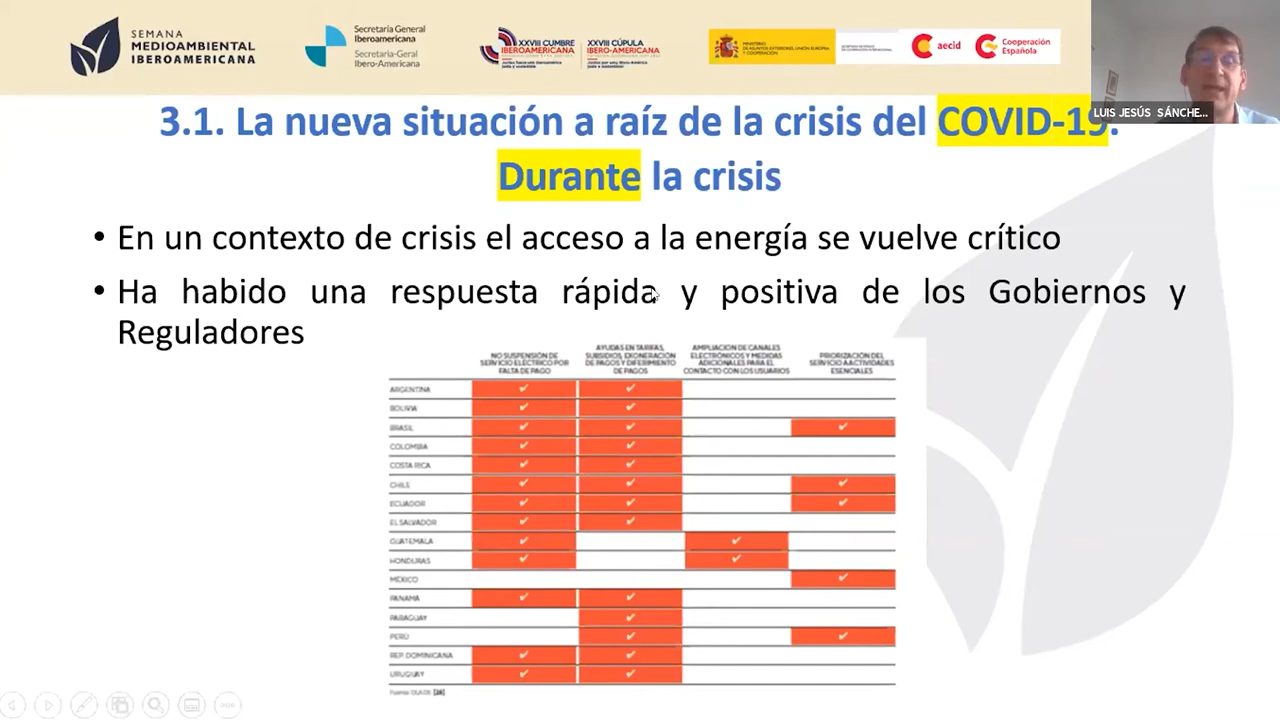 SEMANA
MEDIOAMBIENTAL
IBEROAMERICANA
Secretaría General
Iberoamericana
Secretaria-Geral
Ibero-Americana
XXVIII CUMBRE
IBEROAMERICANA
XXVIII CÚPULA
IBERO-AMERICANA
aecid
Cooperación
Española
LUIS JESÚS SÁNCHE...
3.1. La nueva situación a raíz de la crisis del COVID-19.
Durante la crisis
• En un contexto de crisis el acceso a la energía se vuelve crítico
• Ha habido una respuesta rápida y positiva de los Gobiernos y
Reguladores
NO SUSPENSIÓN DE
SERVICIO ELÉCTRICO POR
FALTA DE PAGO
AYUDAS EN TARIFAS,
SUBSIDIOS, EXONERACIÓN
DE PAGOS Y DIFERIMIENTO
DE PAGOS
AMPLIACIÓN DE CANALES
ELECTRÓNICOS Y MEDIDAS
ADICIONALES PARA EL
CONTACTO CON LOS USUARIOS
PRIORIZACIÓN DEL
SERVICIO A ACTIVIDADES
ESENCIALES
ARGENTINA ✓ ✓
BOLIVIA ✓ ✓
BRASIL ✓ ✓ ✓
COLOMBIA ✓ ✓
COSTA RICA ✓ ✓
CHILE ✓ ✓ ✓
ECUADOR ✓ ✓ ✓
EL SALVADOR ✓ ✓
GUATEMALA ✓ ✓
HONDURAS ✓ ✓
MÉXICO ✓
PANAMÁ ✓ ✓
PARAGUAY ✓
PERÚ ✓ ✓
REP. DOMINICANA ✓ ✓
URUGUAY ✓ ✓